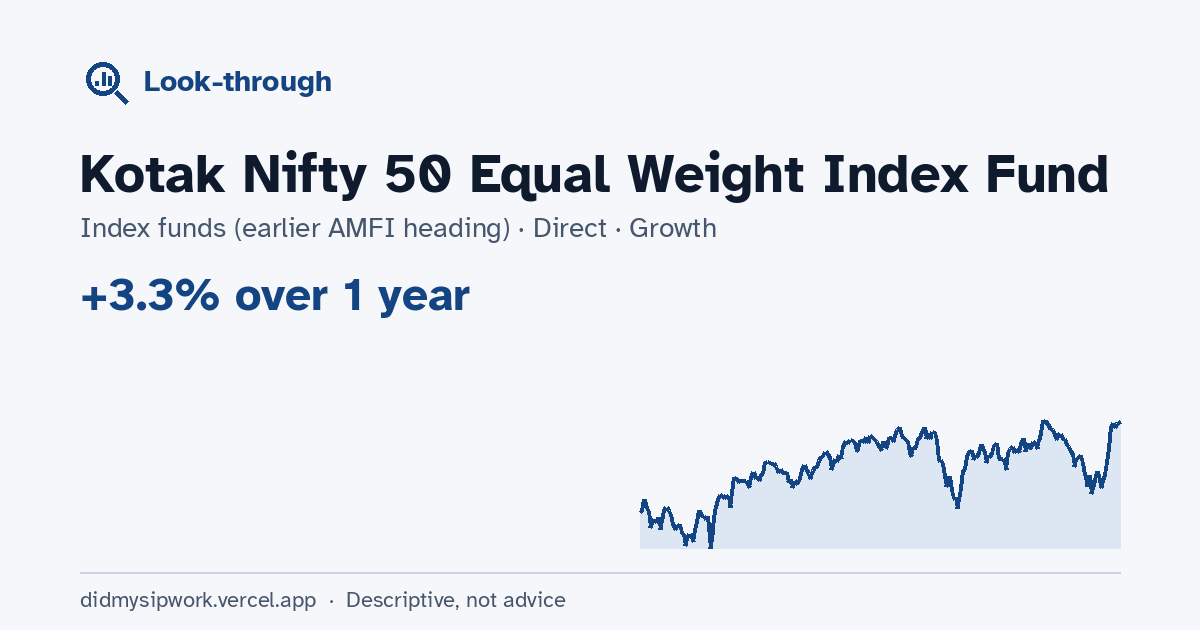 Look-through
Kotak Nifty 50 Equal Weight Index Fund
Index funds (earlier AMFI heading) · Direct · Growth
+3.3% over 1 year
didmysipwork.vercel.app · Descriptive, not advice